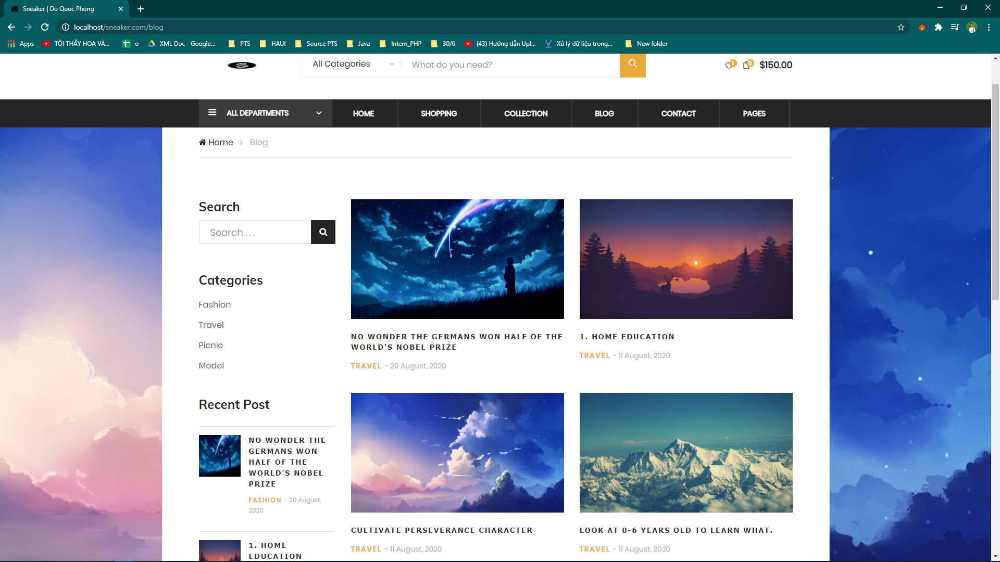 Sneaker | Do Quoc Phong
localhost/sneaker.com/blog
Apps
TÔI THẤY HOA VÀ...
o
XML Doc - Google...
PTS
HAUI
Source PTS
Java
Intern_PHP
30/6
(43) Hướng dẫn Upl...
Xử lý dữ liệu trong...
New folder
All Categories
What do you need?
1
0
$150.00
ALL DEPARTMENTS
HOME
SHOPPING
COLLECTION
BLOG
CONTACT
PAGES
Home
Blog
Search
Search . . .
Categories
Fashion
Travel
Picnic
Model
Recent Post
NO WONDER THE
GERMANS WON
HALF OF THE
WORLD'S NOBEL
PRIZE
FASHION - 20 August,
2020
1. HOME
EDUCATION
NO WONDER THE GERMANS WON HALF OF THE
WORLD'S NOBEL PRIZE
TRAVEL - 20 August, 2020
1. HOME EDUCATION
TRAVEL - 11 August, 2020
CULTIVATE PERSEVERANCE CHARACTER
TRAVEL - 11 August, 2020
LOOK AT 0-6 YEARS OLD TO LEARN WHAT.
TRAVEL - 11 August, 2020